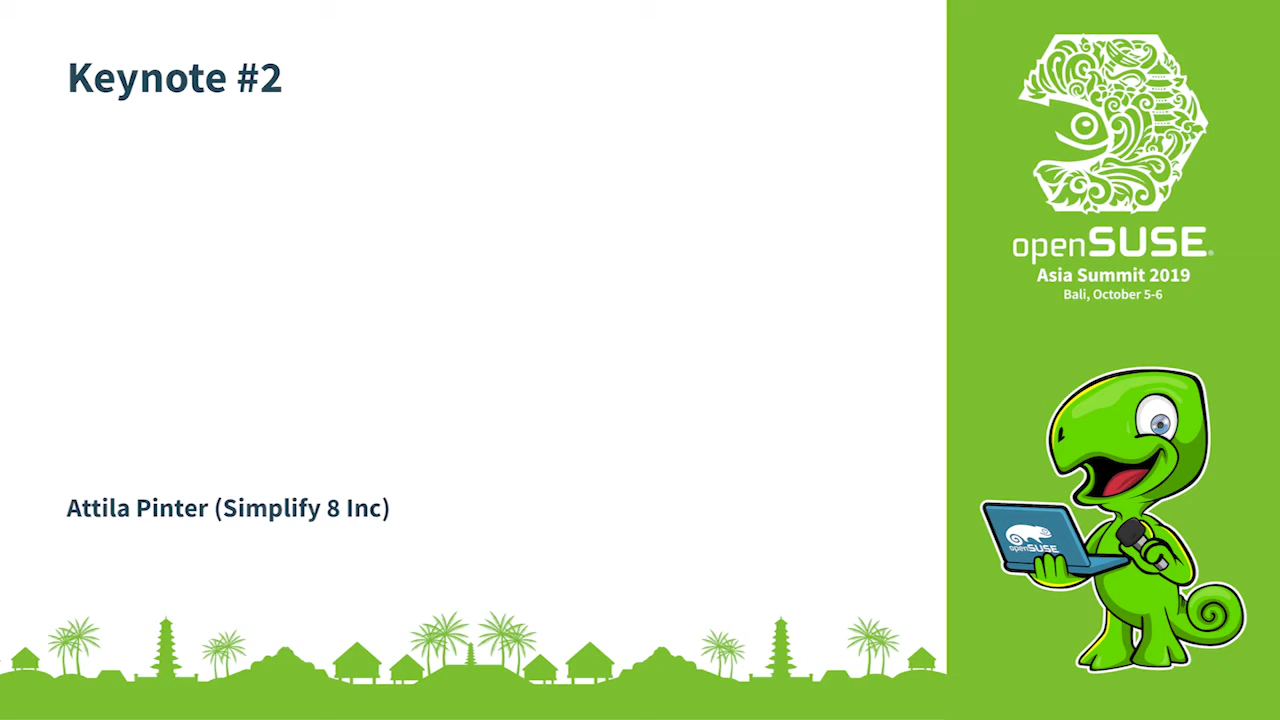 Keynote #2
Attila Pinter (Simplify 8 Inc)
openSUSE®
Asia Summit 2019
Bali, October 5-6
openSUSE